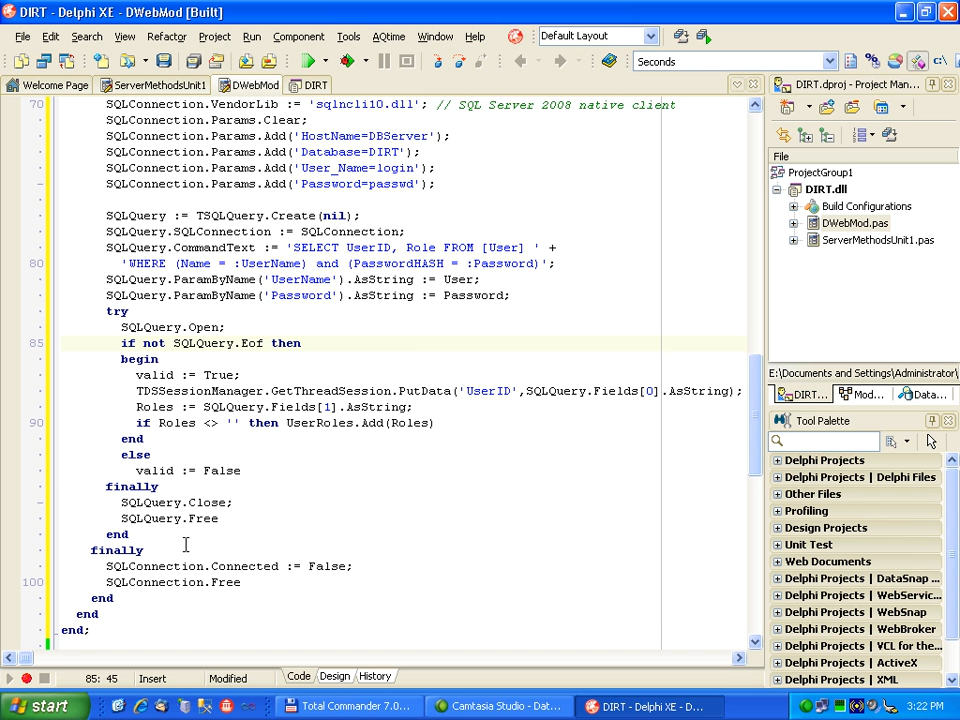 DIRT - Delphi XE - DWebMod [Built]
File Edit Search View Refactor Project Run Component Tools AQtime Window Help Default Layout
Seconds
Welcome Page ServerMethodsUnit1 DWebMod DIRT
70 SQLConnection.VendorLib := 'sqlncli10.dll'; // SQL Server 2008 native client
SQLConnection.Params.Clear;
SQLConnection.Params.Add('HostName=DBServer');
SQLConnection.Params.Add('Database=DIRT');
SQLConnection.Params.Add('User_Name=login');
SQLConnection.Params.Add('Password=passwd');
SQLQuery := TSQLQuery.Create(nil);
SQLQuery.SQLConnection := SQLConnection;
SQLQuery.CommandText := 'SELECT UserID, Role FROM [User] ' +
80 'WHERE (Name = :UserName) and (PasswordHASH = :Password)';
SQLQuery.ParamByName('UserName').AsString := User;
SQLQuery.ParamByName('Password').AsString := Password;
try
SQLQuery.Open;
85 if not SQLQuery.Eof then
begin
valid := True;
TDSSessionManager.GetThreadSession.PutData('UserID',SQLQuery.Fields[0].AsString);
Roles := SQLQuery.Fields[1].AsString;
90 if Roles <> '' then UserRoles.Add(Roles)
end
else
valid := False
finally
SQLQuery.Close;
SQLQuery.Free
end
finally
SQLConnection.Connected := False;
100 SQLConnection.Free
end
end
end;
85: 45 Insert Modified Code Design History
DIRT.dproj - Project Man...
File
ProjectGroup1
DIRT.dll
Build Configurations
DWebMod.pas
ServerMethodsUnit1.pas
E:\Documents and Settings\Administrator\
DIRT... Mod... Data...
Tool Palette
Delphi Projects
Delphi Projects | Delphi Files
Other Files
Profiling
Design Projects
Unit Test
Web Documents
Delphi Projects | DataSnap ...
Delphi Projects | WebServic...
Delphi Projects | WebSnap
Delphi Projects | WebBroker
Delphi Projects | VCL for the...
Delphi Projects | ActiveX
Delphi Projects | XML
start Total Commander 7.0... Camtasia Studio - Dat... DIRT - Delphi XE - D... 3:22 PM